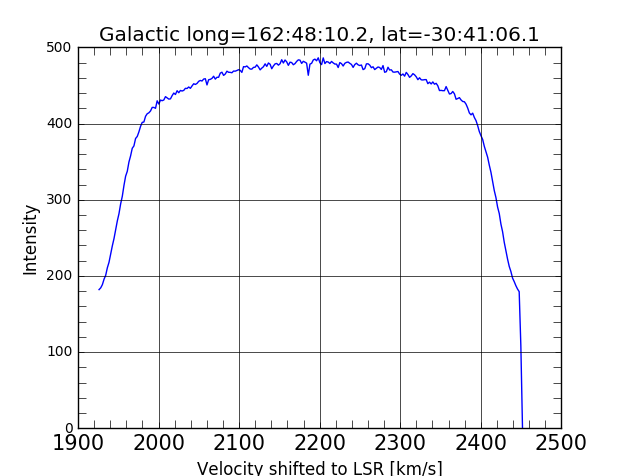 Galactic long=162:48:10.2, lat=-30:41:06.1
500
400
300
200
100
0
Intensity
1900 2000 2100 2200 2300 2400 2500
Velocity shifted to LSR [km/s]